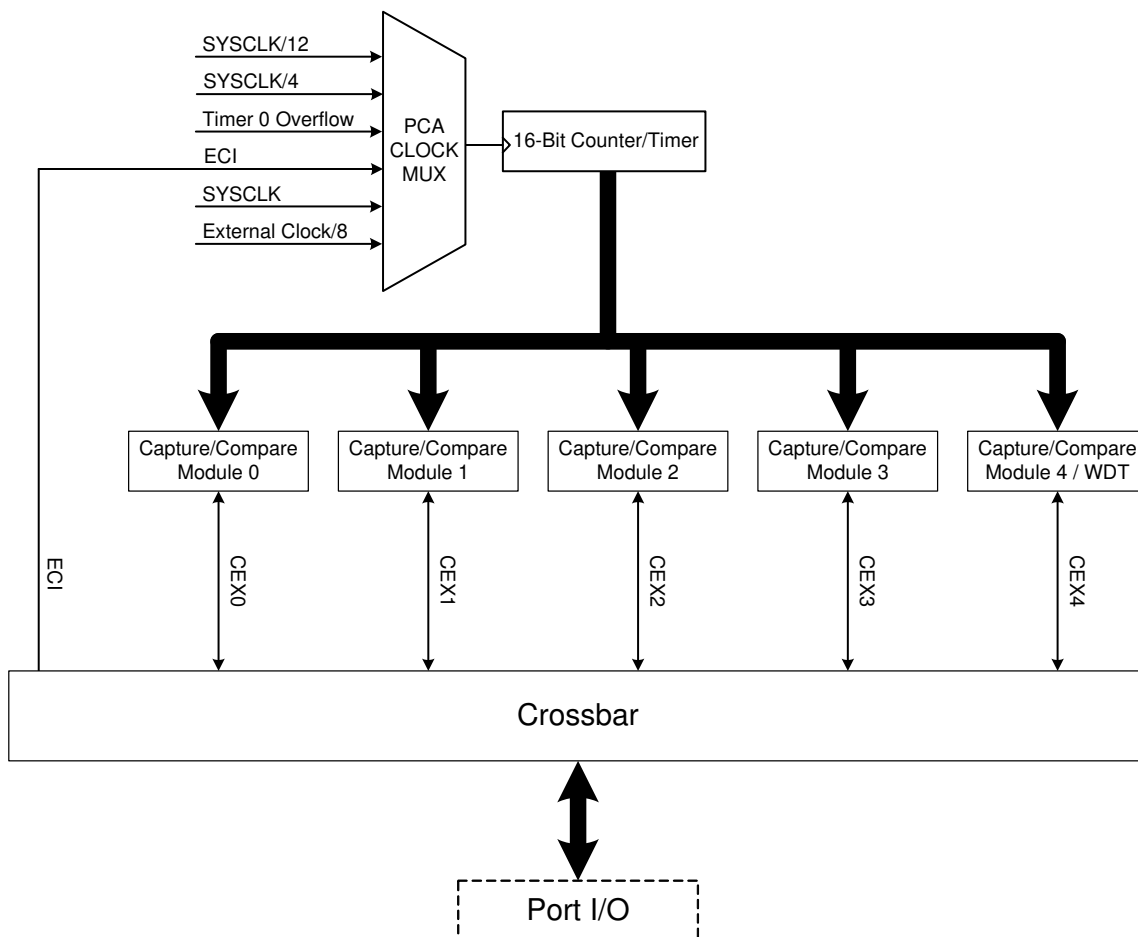 SYSCLK/12
SYSCLK/4
Timer 0 Overflow
ECI
SYSCLK
External Clock/8
PCA
CLOCK
MUX
16-Bit Counter/Timer
Capture/Compare
Module 0
Capture/Compare
Module 1
Capture/Compare
Module 2
Capture/Compare
Module 3
Capture/Compare
Module 4 / WDT
ECI
CEX0
CEX1
CEX2
CEX3
CEX4
Crossbar
Port I/O